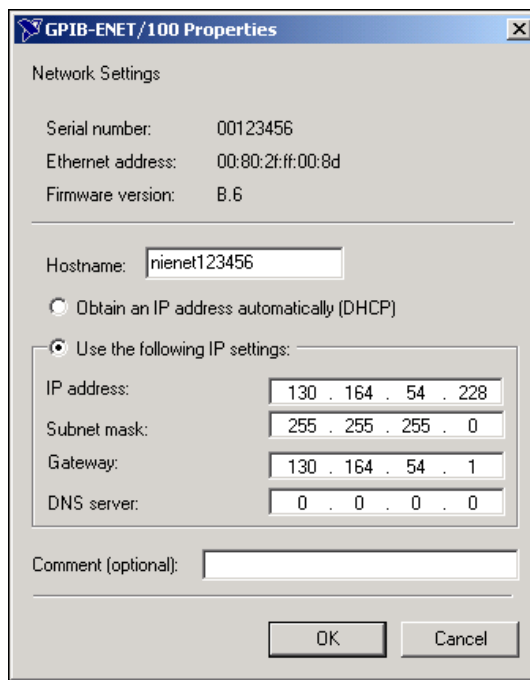 GPIB-ENET/100 Properties
Network Settings
Serial number: 00123456
Ethernet address: 00:80:2f:ff:00:8d
Firmware version: B.6
Hostname: nienet123456
Obtain an IP address automatically (DHCP)
Use the following IP settings:
IP address: 130 . 164 . 54 . 228
Subnet mask: 255 . 255 . 255 . 0
Gateway: 130 . 164 . 54 . 1
DNS server: 0 . 0 . 0 . 0
Comment (optional):
OK Cancel